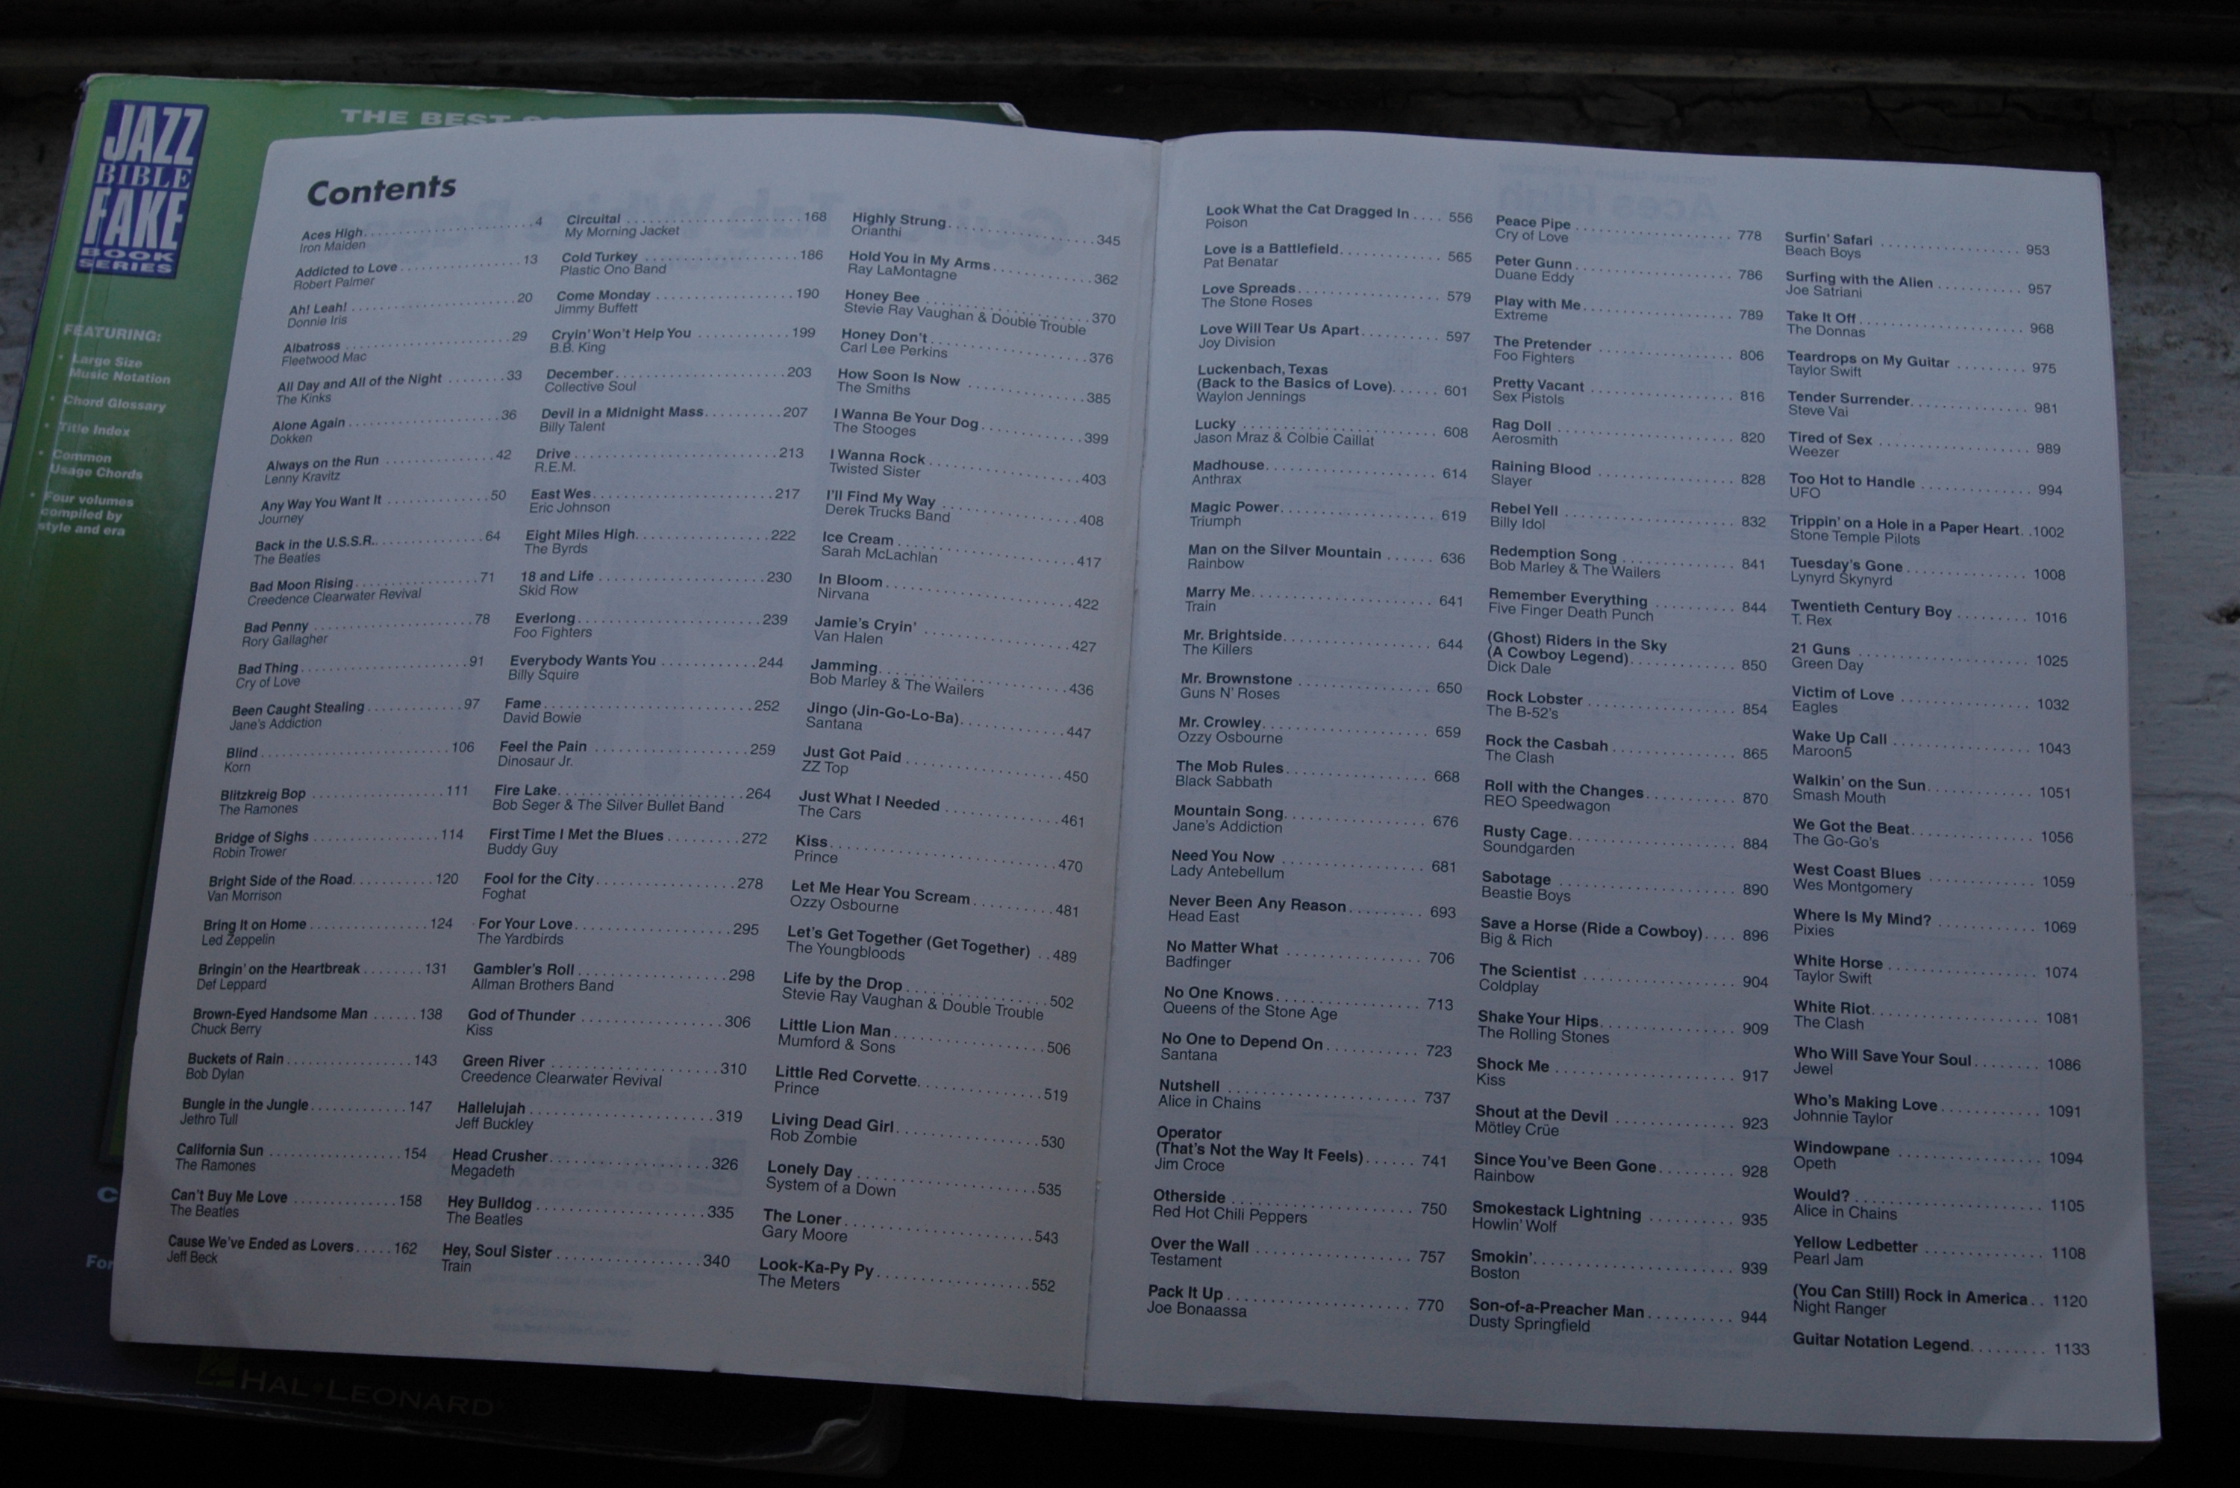 Contents
Aces High.....4
Iron Maiden
Addicted to Love.....13
Robert Palmer
Ah! Leah!.....20
Donnie Iris
Albatross.....29
Fleetwood Mac
All Day and All of the Night.....33
The Kinks
Alone Again.....36
Dokken
Always on the Run.....42
Lenny Kravitz
Any Way You Want It.....50
Journey
Back in the U.S.S.R......64
The Beatles
Bad Moon Rising.....71
Creedence Clearwater Revival
Bad Penny.....78
Rory Gallagher
Bad Thing.....91
Cry of Love
Been Caught Stealing.....97
Jane's Addiction
Blind.....106
Korn
Blitzkreig Bop.....111
The Ramones
Bridge of Sighs.....114
Robin Trower
Bright Side of the Road.....120
Van Morrison
Bring It on Home.....124
Led Zeppelin
Bringin' on the Heartbreak.....131
Def Leppard
Brown-Eyed Handsome Man.....138
Chuck Berry
Buckets of Rain.....143
Bob Dylan
Bungle in the Jungle.....147
Jethro Tull
California Sun.....154
The Ramones
Can't Buy Me Love.....158
The Beatles
Cause We've Ended as Lovers.....162
Jeff Beck
Circuital.....168
My Morning Jacket
Cold Turkey.....186
Plastic Ono Band
Come Monday.....190
Jimmy Buffett
Cryin' Won't Help You.....199
B.B. King
December.....203
Collective Soul
Devil in a Midnight Mass.....207
Billy Talent
Drive.....213
R.E.M.
East Wes.....217
Eric Johnson
Eight Miles High.....222
The Byrds
18 and Life.....230
Skid Row
Everlong.....239
Foo Fighters
Everybody Wants You.....244
Billy Squire
Fame.....252
David Bowie
Feel the Pain.....259
Dinosaur Jr.
Fire Lake.....264
Bob Seger & The Silver Bullet Band
First Time I Met the Blues.....272
Buddy Guy
Fool for the City.....278
Foghat
For Your Love.....295
The Yardbirds
Gambler's Roll.....298
Allman Brothers Band
God of Thunder.....306
Kiss
Green River.....310
Creedence Clearwater Revival
Hallelujah.....319
Jeff Buckley
Head Crusher.....326
Megadeth
Hey Bulldog.....335
The Beatles
Hey, Soul Sister.....340
Train
Highly Strung.....345
Orianthi
Hold You in My Arms.....362
Ray LaMontagne
Honey Bee.....370
Stevie Ray Vaughan & Double Trouble
Honey Don't.....376
Carl Lee Perkins
How Soon Is Now.....385
The Smiths
I Wanna Be Your Dog.....399
The Stooges
I Wanna Rock.....403
Twisted Sister
I'll Find My Way.....408
Derek Trucks Band
Ice Cream.....417
Sarah McLachlan
In Bloom.....422
Nirvana
Jamie's Cryin'.....427
Van Halen
Jamming.....436
Bob Marley & The Wailers
Jingo (Jin-Go-Lo-Ba).....447
Santana
Just Got Paid.....450
ZZ Top
Just What I Needed.....461
The Cars
Kiss.....470
Prince
Let Me Hear You Scream.....481
Ozzy Osbourne
Let's Get Together (Get Together).....489
The Youngbloods
Life by the Drop.....502
Stevie Ray Vaughan & Double Trouble
Little Lion Man.....506
Mumford & Sons
Little Red Corvette.....519
Prince
Living Dead Girl.....530
Rob Zombie
Lonely Day.....535
System of a Down
The Loner.....543
Gary Moore
Look-Ka-Py Py.....552
The Meters
Look What the Cat Dragged In.....556
Poison
Love is a Battlefield.....565
Pat Benatar
Love Spreads.....579
The Stone Roses
Love Will Tear Us Apart.....597
Joy Division
Luckenbach, Texas
(Back to the Basics of Love).....601
Waylon Jennings
Lucky.....608
Jason Mraz & Colbie Caillat
Madhouse.....614
Anthrax
Magic Power.....619
Triumph
Man on the Silver Mountain.....636
Rainbow
Marry Me.....641
Train
Mr. Brightside.....644
The Killers
Mr. Brownstone.....650
Guns N' Roses
Mr. Crowley.....659
Ozzy Osbourne
The Mob Rules.....668
Black Sabbath
Mountain Song.....676
Jane's Addiction
Need You Now.....681
Lady Antebellum
Never Been Any Reason.....693
Head East
No Matter What.....706
Badfinger
No One Knows.....713
Queens of the Stone Age
No One to Depend On.....723
Santana
Nutshell.....737
Alice in Chains
Operator
(That's Not the Way It Feels).....741
Jim Croce
Otherside.....750
Red Hot Chili Peppers
Over the Wall.....757
Testament
Pack It Up.....770
Joe Bonaassa
Peace Pipe.....778
Cry of Love
Peter Gunn.....786
Duane Eddy
Play with Me.....789
Extreme
The Pretender.....806
Foo Fighters
Pretty Vacant.....816
Sex Pistols
Rag Doll.....820
Aerosmith
Raining Blood.....828
Slayer
Rebel Yell.....832
Billy Idol
Redemption Song.....841
Bob Marley & The Wailers
Remember Everything.....844
Five Finger Death Punch
(Ghost) Riders in the Sky
(A Cowboy Legend).....850
Dick Dale
Rock Lobster.....854
The B-52's
Rock the Casbah.....865
The Clash
Roll with the Changes.....870
REO Speedwagon
Rusty Cage.....884
Soundgarden
Sabotage.....890
Beastie Boys
Save a Horse (Ride a Cowboy).....896
Big & Rich
The Scientist.....904
Coldplay
Shake Your Hips.....909
The Rolling Stones
Shock Me.....917
Kiss
Shout at the Devil.....923
Mötley Crüe
Since You've Been Gone.....928
Rainbow
Smokestack Lightning.....935
Howlin' Wolf
Smokin'.....939
Boston
Son-of-a-Preacher Man.....944
Dusty Springfield
Surfin' Safari.....953
Beach Boys
Surfing with the Alien.....957
Joe Satriani
Take It Off.....968
The Donnas
Teardrops on My Guitar.....975
Taylor Swift
Tender Surrender.....981
Steve Vai
Tired of Sex.....989
Weezer
Too Hot to Handle.....994
UFO
Trippin' on a Hole in a Paper Heart..1002
Stone Temple Pilots
Tuesday's Gone.....1008
Lynyrd Skynyrd
Twentieth Century Boy.....1016
T. Rex
21 Guns.....1025
Green Day
Victim of Love.....1032
Eagles
Wake Up Call.....1043
Maroon5
Walkin' on the Sun.....1051
Smash Mouth
We Got the Beat.....1056
The Go-Go's
West Coast Blues.....1059
Wes Montgomery
Where Is My Mind?.....1069
Pixies
White Horse.....1074
Taylor Swift
White Riot.....1081
The Clash
Who Will Save Your Soul.....1086
Jewel
Who's Making Love.....1091
Johnnie Taylor
Windowpane.....1094
Opeth
Would?.....1105
Alice in Chains
Yellow Ledbetter.....1108
Pearl Jam
(You Can Still) Rock in America..1120
Night Ranger
Guitar Notation Legend.....1133
THE BEST
JAZZ
BIBLE
FAKE
BOOK
SERIES
FEATURING:
• Large Size
Music Notation
• Chord Glossary
• Title Index
• Common
Usage Chords
• Four volumes
compiled by
style and era
HAL•LEONARD